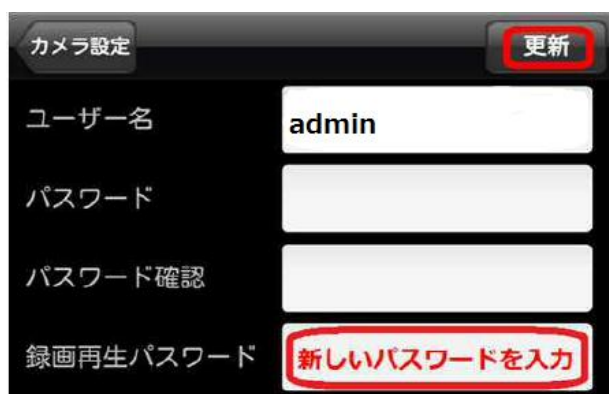 カメラ設定 更新
ユーザー名 admin
パスワード
パスワード確認
録画再生パスワード 新しいパスワードを入力